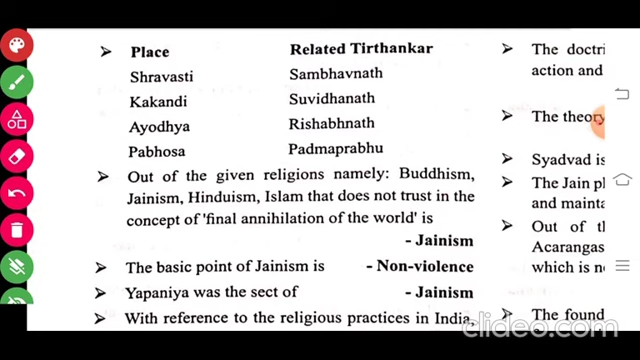 ➤ Place Related Tirthankar
Shravasti Sambhavnath
Kakandi Suvidhanath
Ayodhya Rishabhnath
Pabhosa Padmaprabhu
➤ Out of the given religions namely: Buddhism,
Jainism, Hinduism, Islam that does not trust in the
concept of 'final annihilation of the world' is
- Jainism
➤ The basic point of Jainism is - Non-violence
➤ Yapaniya was the sect of - Jainism
➤ With reference to the religious practices in India,
➤ The doctri
action and
➤ The theory
➤ Syadvad is
➤ The Jain pl
and mainta
➤ Out of th
Acarangas
which is n
➤ The found
clideo.com